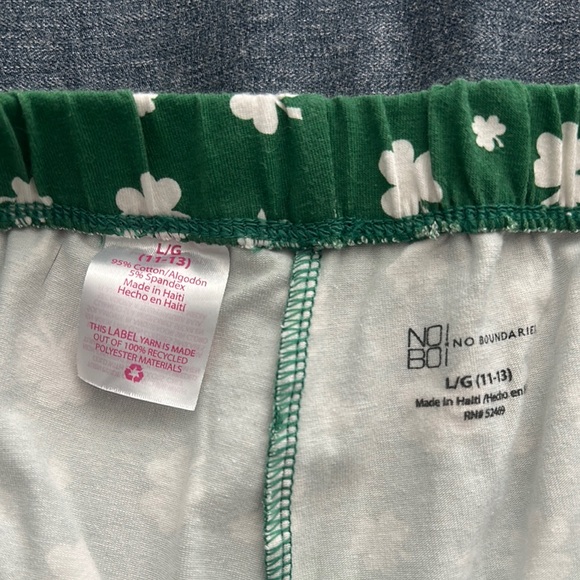 L/G
(11-13)
95% Cotton/Algodón
5% Spandex
Made in Haiti
Hecho en Haití
THIS LABEL YARN IS MADE
OUT OF 100% RECYCLED
POLYESTER MATERIALS
NO!
BO!
NO BOUNDARIE
L/G (11-13)
Made in Haiti /Hecho en
RN# 52469